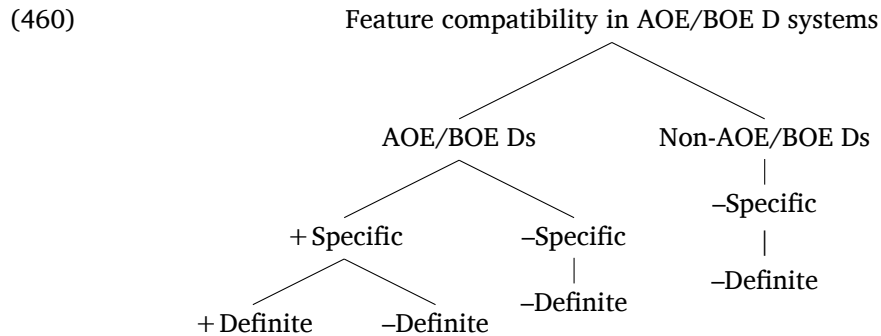 (460) Feature compatibility in AOE/BOE D systems
AOE/BOE Ds Non-AOE/BOE Ds
–Specific
+Specific –Specific
–Definite
–Definite
+Definite –Definite